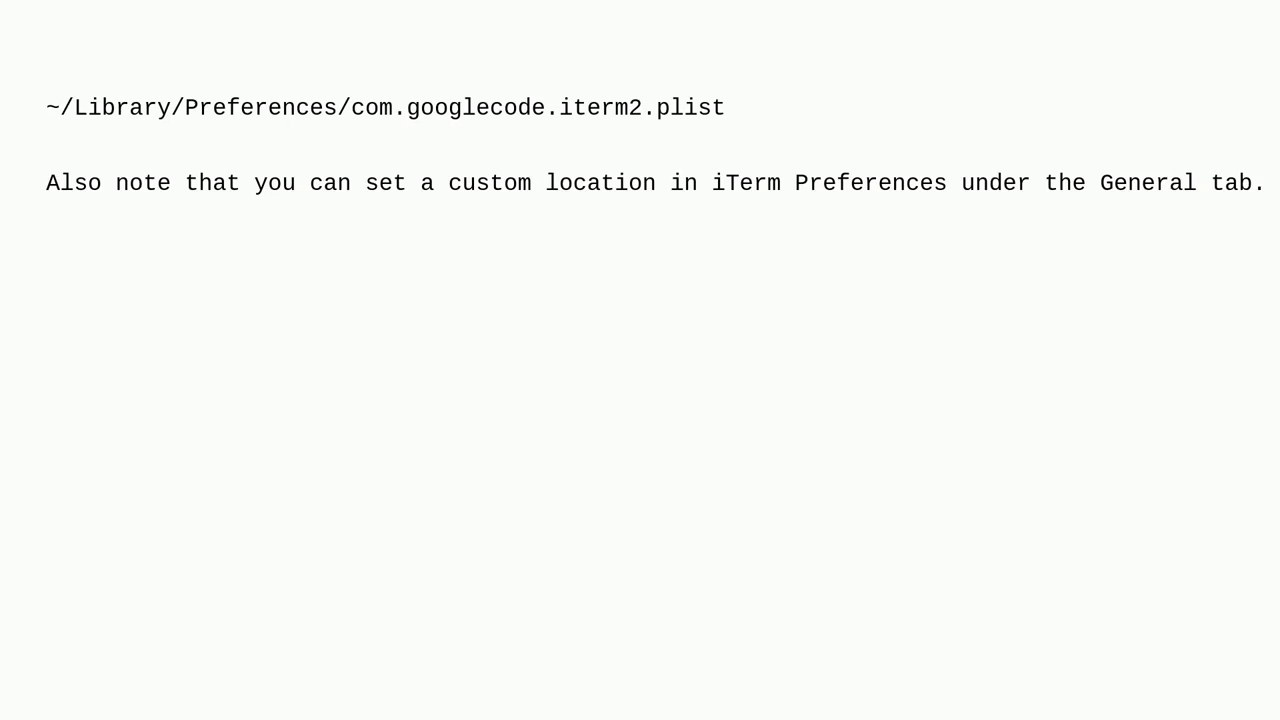 ~/Library/Preferences/com.googlecode.iterm2.plist
Also note that you can set a custom location in iTerm Preferences under the General tab.